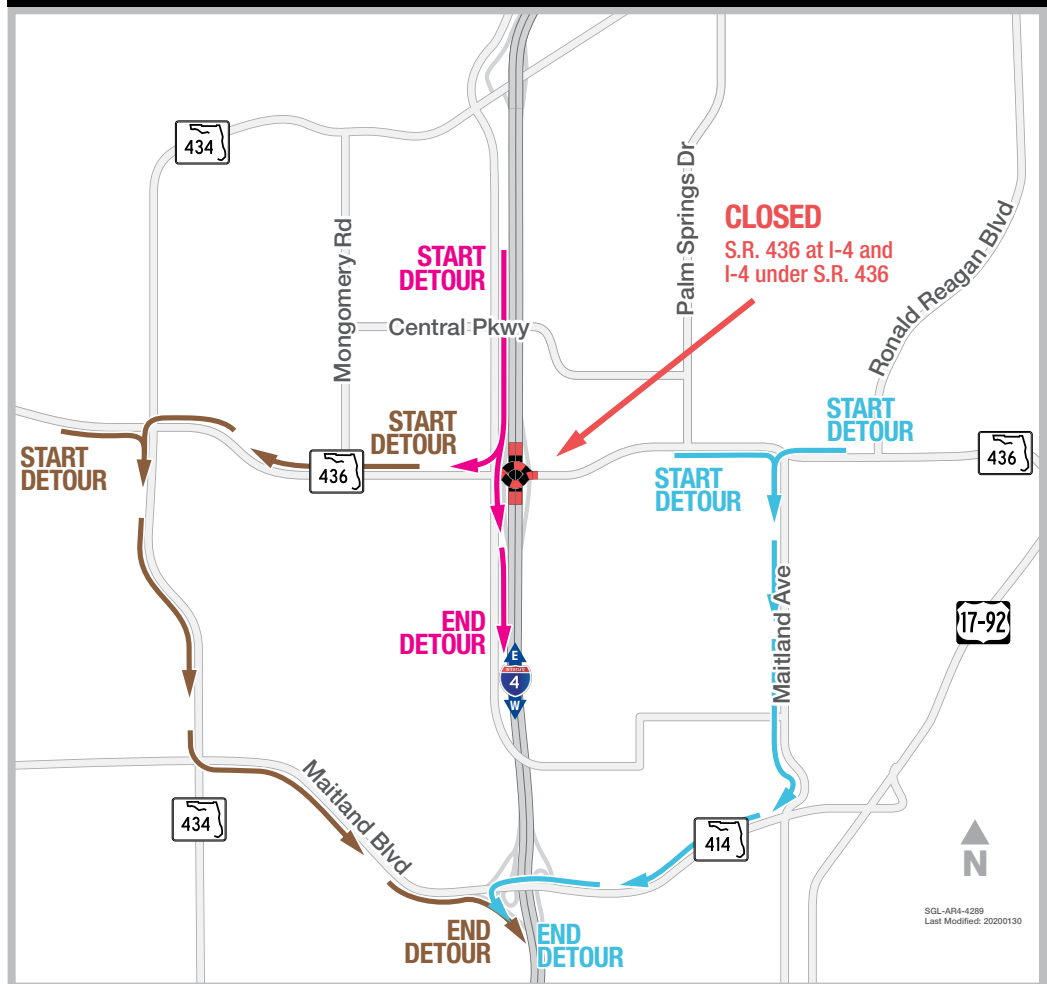 434
Mongomery Rd
START
DETOUR
Central Pkwy
Palm Springs Dr
CLOSED
S.R. 436 at I-4 and
I-4 under S.R. 436
Ronald Reagan Blvd
START
DETOUR
START
DETOUR
START
DETOUR
436
START
DETOUR
436
Maitland Ave
17-92
END
DETOUR
E
4
W
Maitland Blvd
434
414
N
END
DETOUR
END
DETOUR
SGL-AR4-4289
Last Modified: 20200130